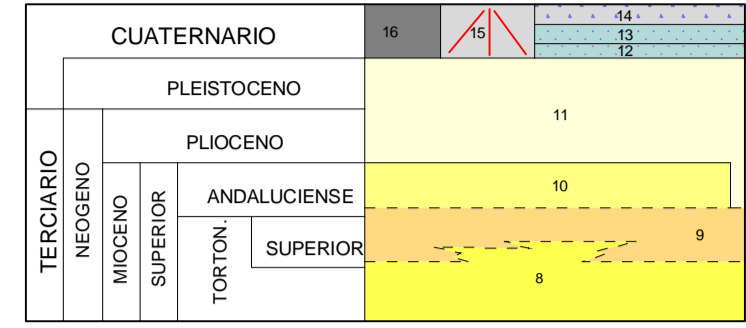 CUATERNARIO
16
15
14
13
12
PLEISTOCENO
11
PLIOCENO
TERCIARIO
NEOGENO
MIOCENO
SUPERIOR
ANDALUCIENSE
10
TORTON.
SUPERIOR
9
8